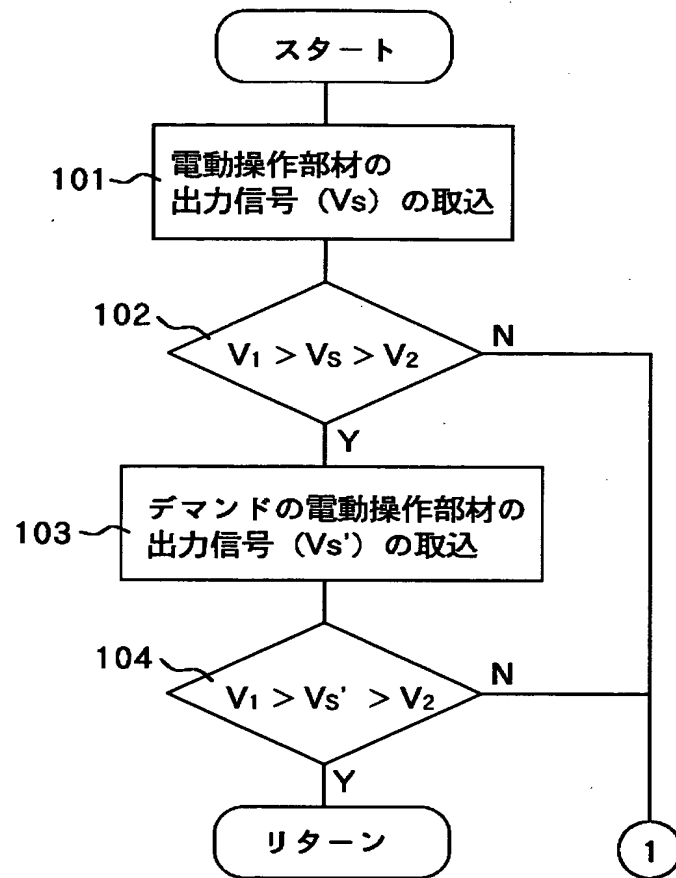 スタート
101
電動操作部材の
出力信号（Vs）の取込
102
V₁ > Vs > V₂
N
Y
103
デマンドの電動操作部材の
出力信号（Vs'）の取込
104
V₁ > Vs' > V₂
N
Y
リターン
1